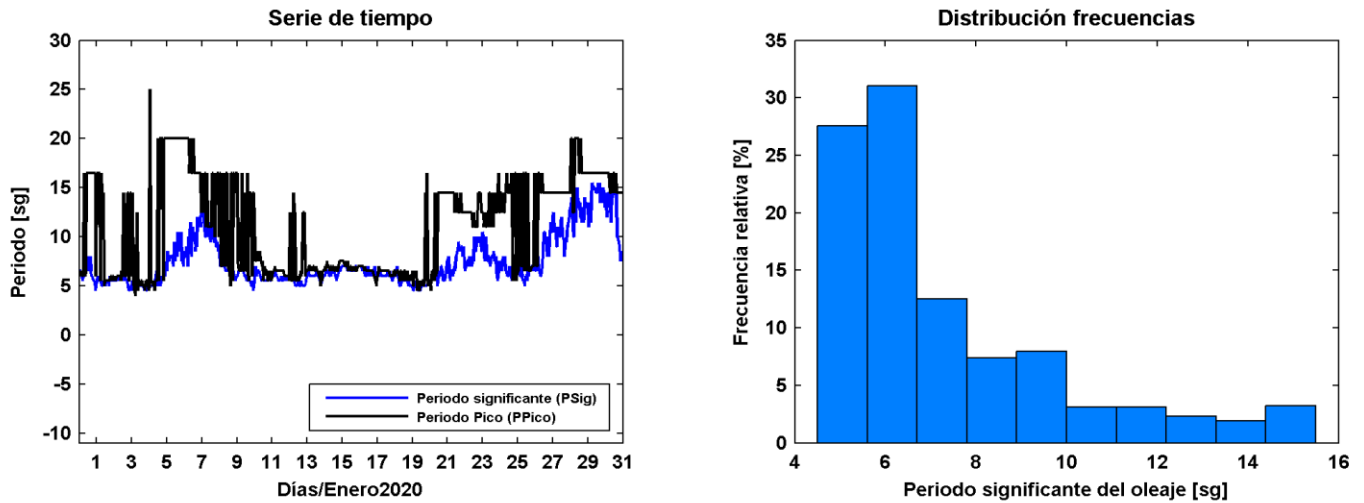 Serie de tiempo
30
25
20
15
10
5
0
-5
-10
Periodo [sg]
Periodo significante (PSig)
Periodo Pico (PPico)
1 3 5 7 9 11 13 15 17 19 21 23 25 27 29 31
Días/Enero2020
Distribución frecuencias
35
30
25
20
15
10
5
0
Frecuencia relativa [%]
4 6 8 10 12 14 16
Periodo significante del oleaje [sg]